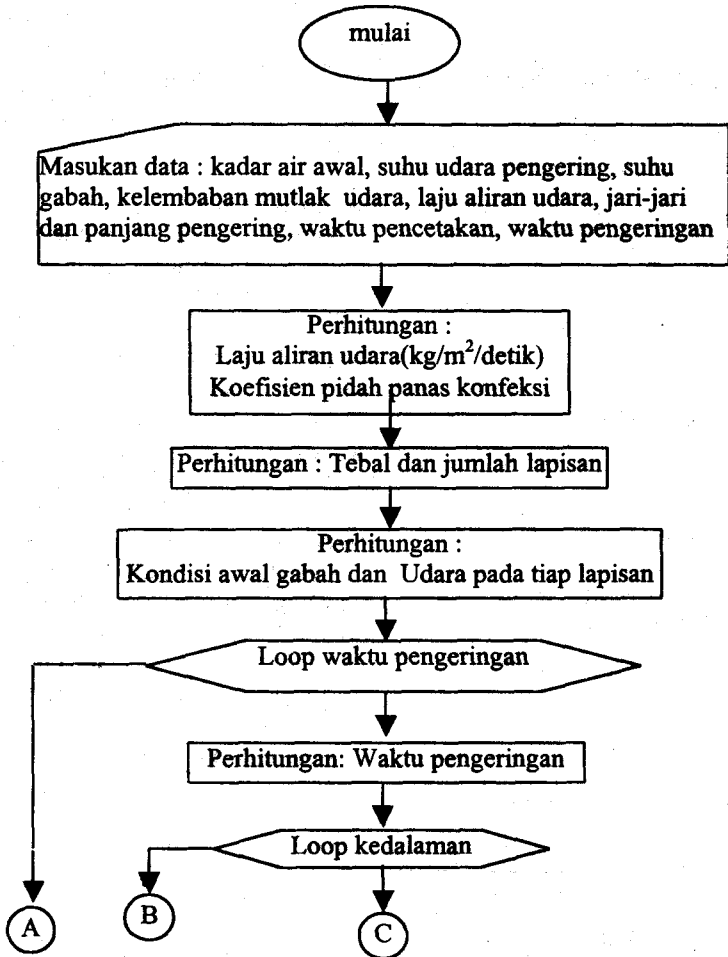 mulai
Masukan data : kadar air awal, suhu udara pengering, suhu
gabah, kelembaban mutlak udara, laju aliran udara, jari-jari
dan panjang pengering, waktu pencetakan, waktu pengeringan
Perhitungan :
Laju aliran udara(kg/m²/detik)
Koefisien pidah panas konfeksi
Perhitungan : Tebal dan jumlah lapisan
Perhitungan :
Kondisi awal gabah dan Udara pada tiap lapisan
Loop waktu pengeringan
Perhitungan: Waktu pengeringan
Loop kedalaman
A
B
C